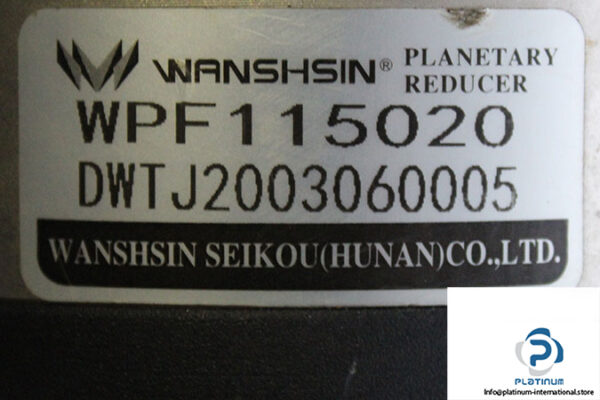 WANSHSIN® PLANETARY REDUCER
WPF115020
DWTJ2003060005
WANSHSIN SEIKOU(HUNAN)CO.,LTD.
PLATINUM
Info@platinum-international.store